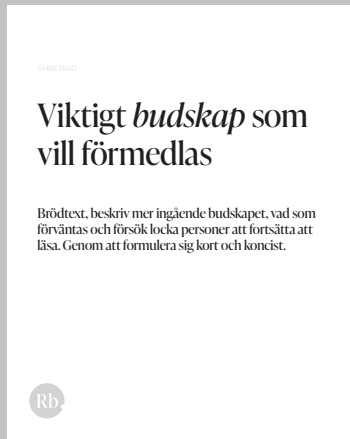 ÄMNESRAD
Viktigt budskap som
vill förmedlas
Brödtext, beskriv mer ingående budskapet, vad som
förväntas och försök locka personer att fortsätta att
läsa. Genom att formulera sig kort och koncist.
Rb.